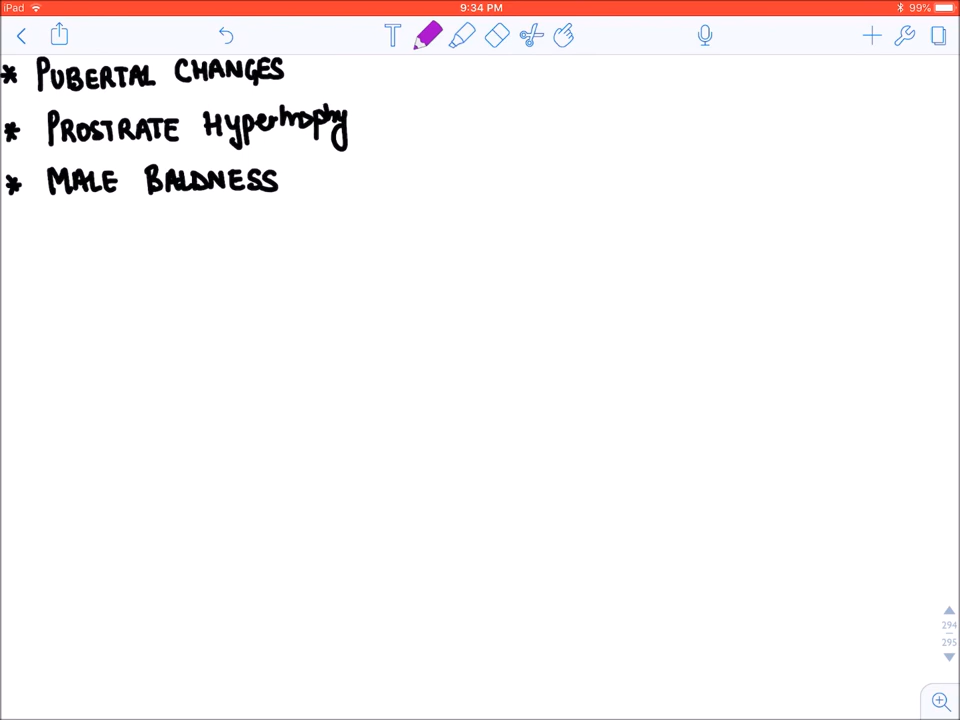 iPad 9:34 PM 99%
T
* PUBERTAL CHANGES
* PROSTRATE Hypertrophy
* MALE BALDNESS
294
295